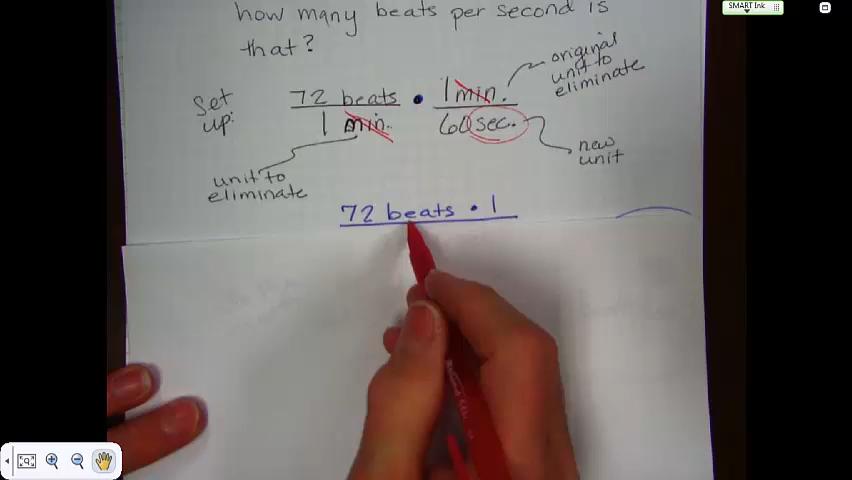 SMART Ink
how many beats per second is
that?
original
unit to
eliminate
Set
up:
72 beats • 1 min.
1 min. 60 sec.
new
unit
unit to
eliminate
72 beats • 1